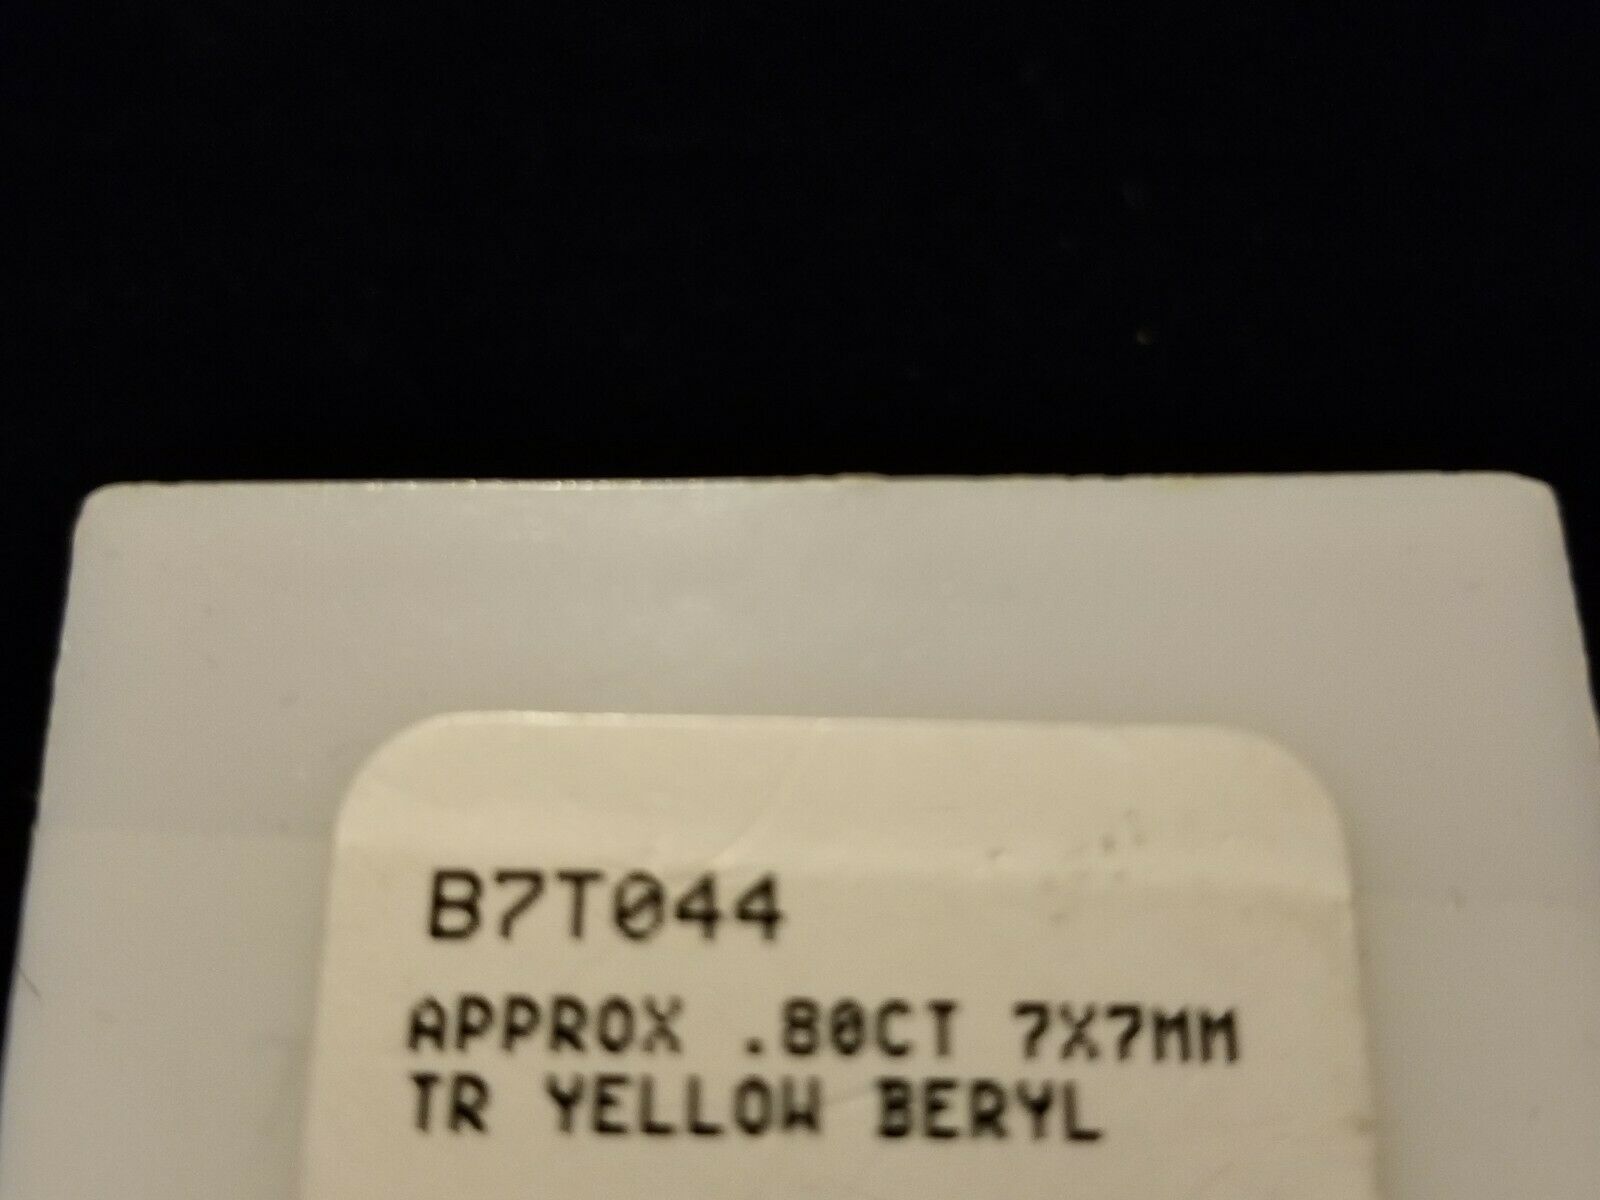 B7T044
APPROX .80CT 7X7MM
TR YELLOW BERYL